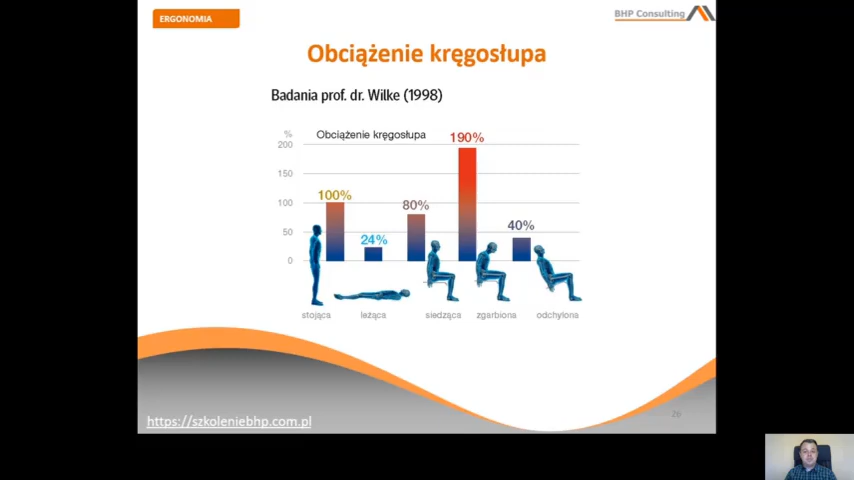 ERGONOMIA
BHP Consulting
Obciążenie kręgosłupa
Badania prof. dr. Wilke (1998)
%
Obciążenie kręgosłupa
200
150
100
50
0
100%
24%
80%
190%
40%
stojąca
leżąca
siedząca
zgarbiona
odchylona
https://szkoleniebhp.com.pl
26